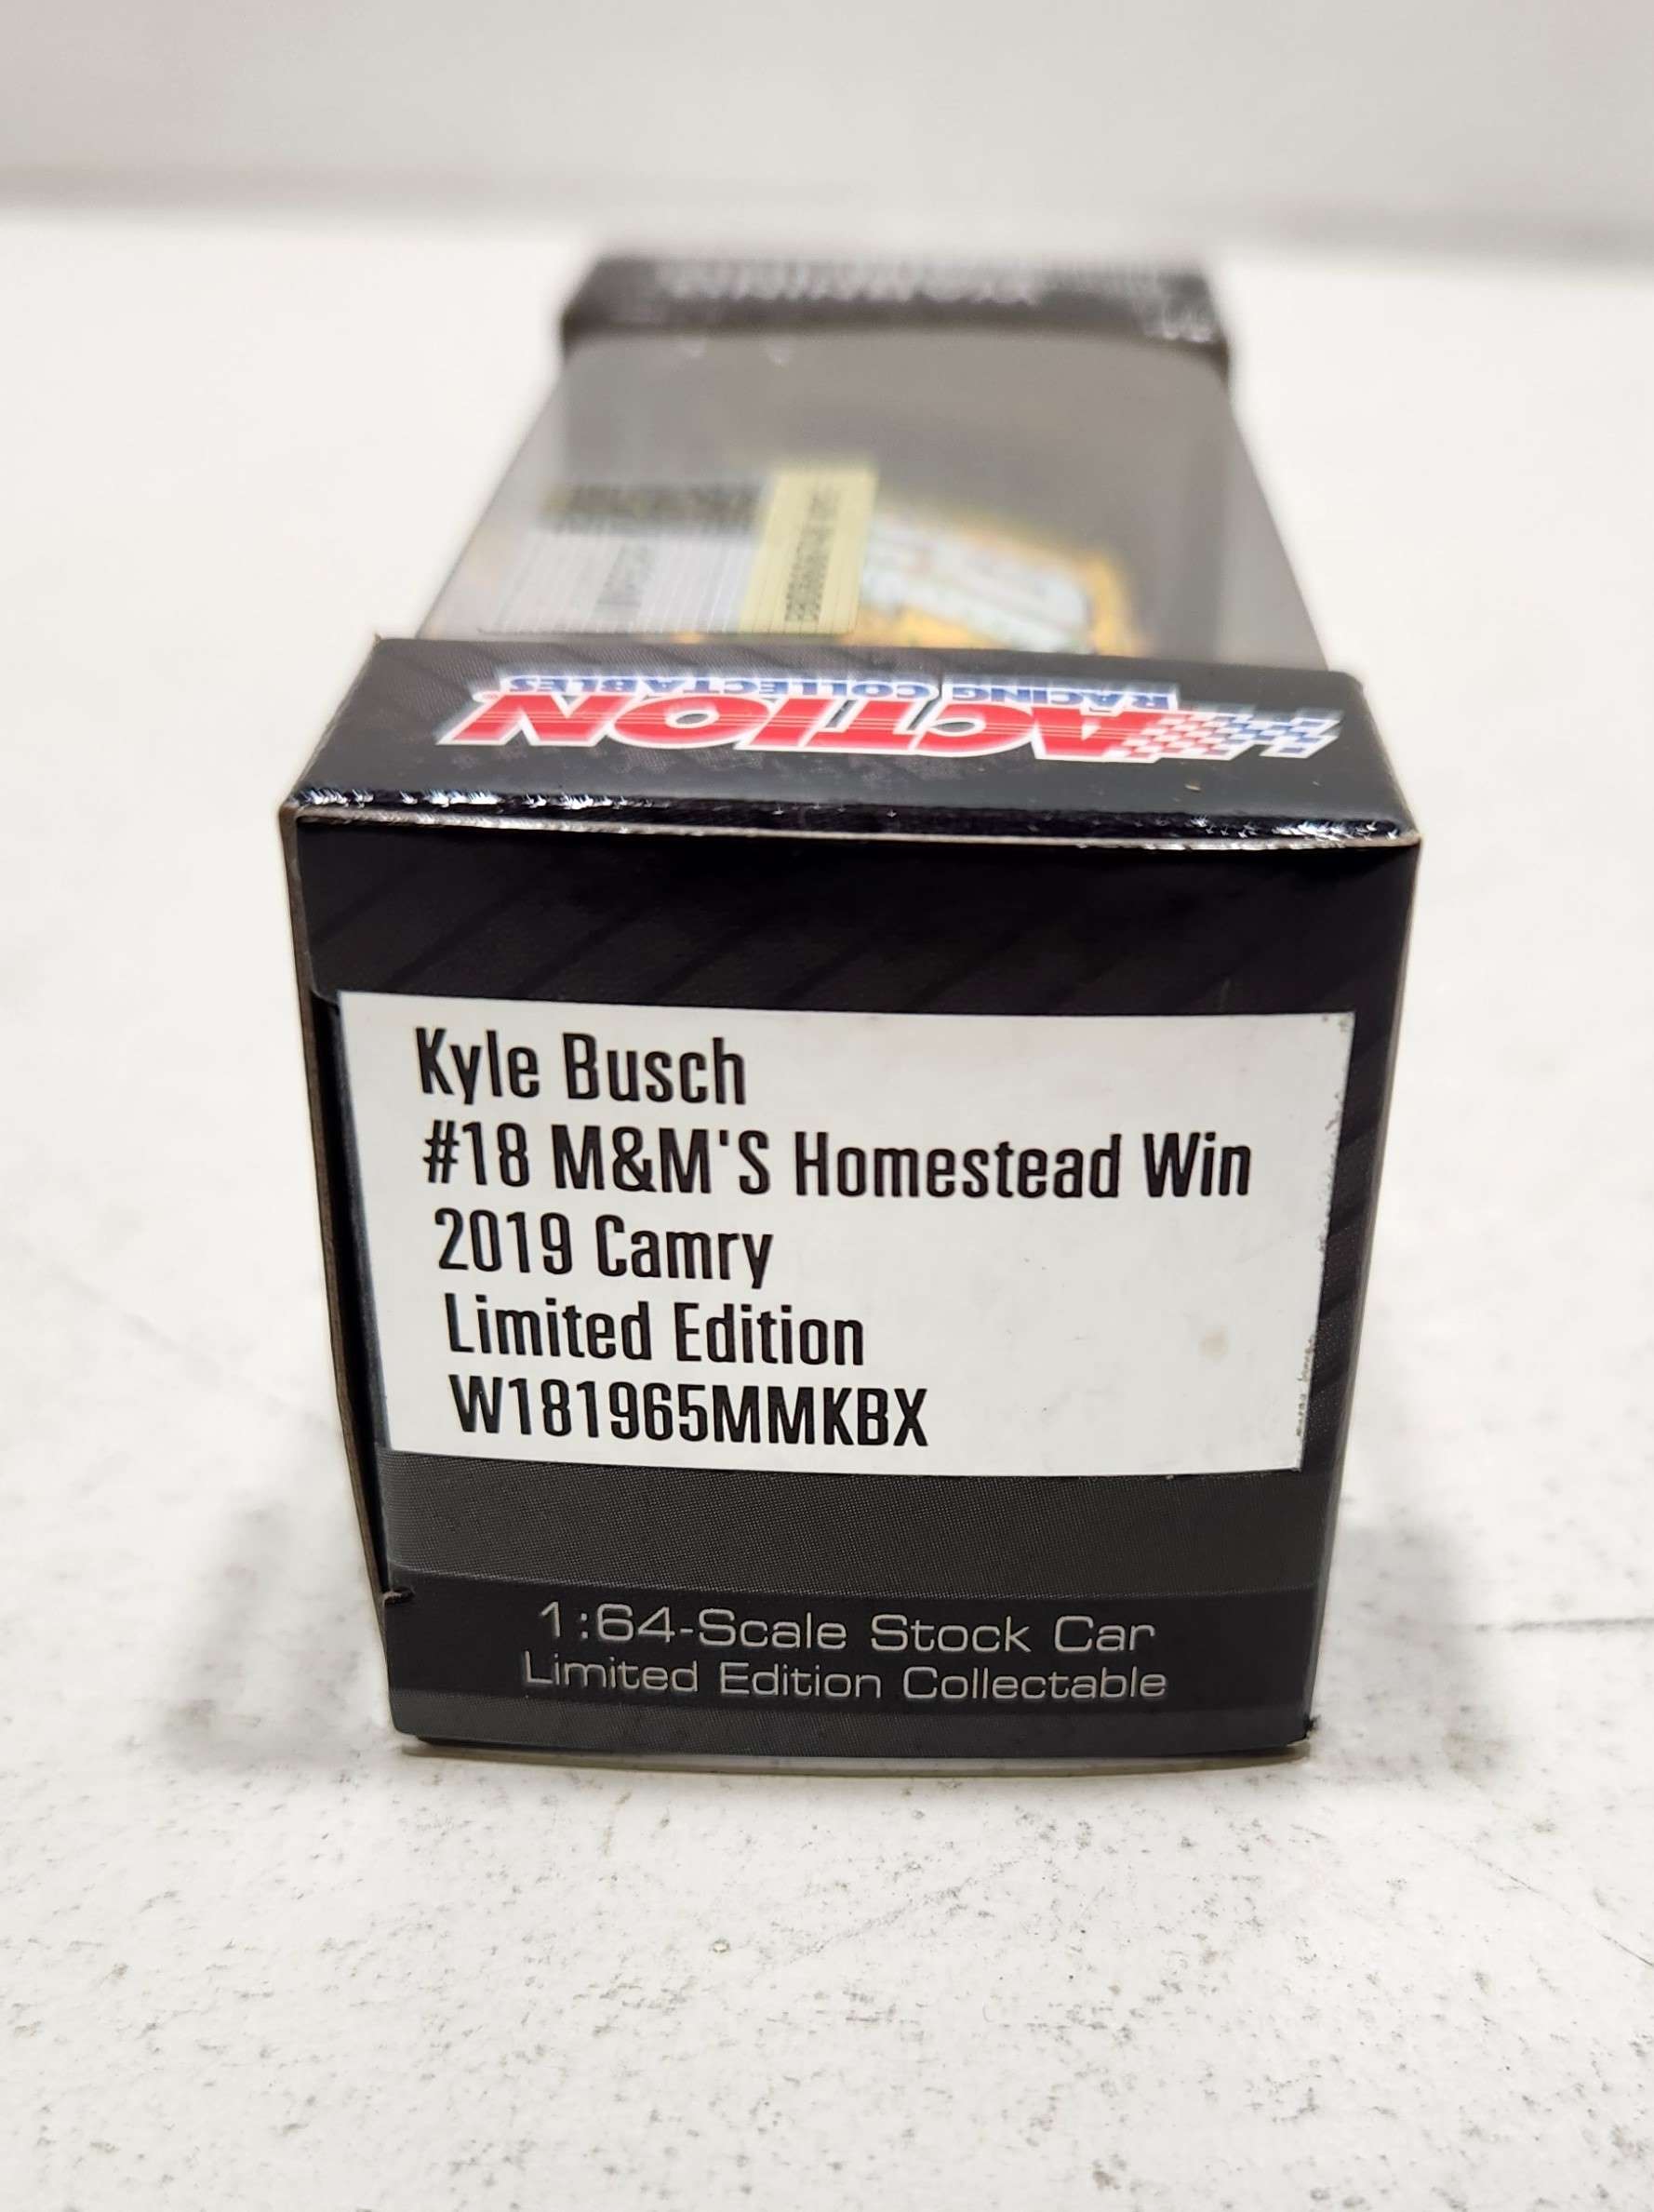 ACTION
RACING COLLECTABLES
Kyle Busch
#18 M&M'S Homestead Win
2019 Camry
Limited Edition
W181965MMKBX
1:64-Scale Stock Car
Limited Edition Collectable